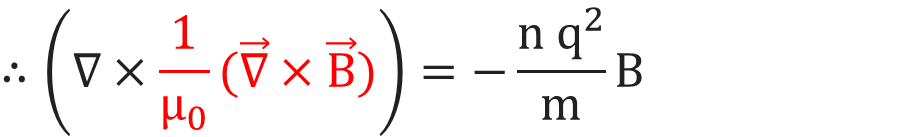 ∴ (∇ × 1/μ₀ (∇⃗ × B⃗)) = − n q²/m B